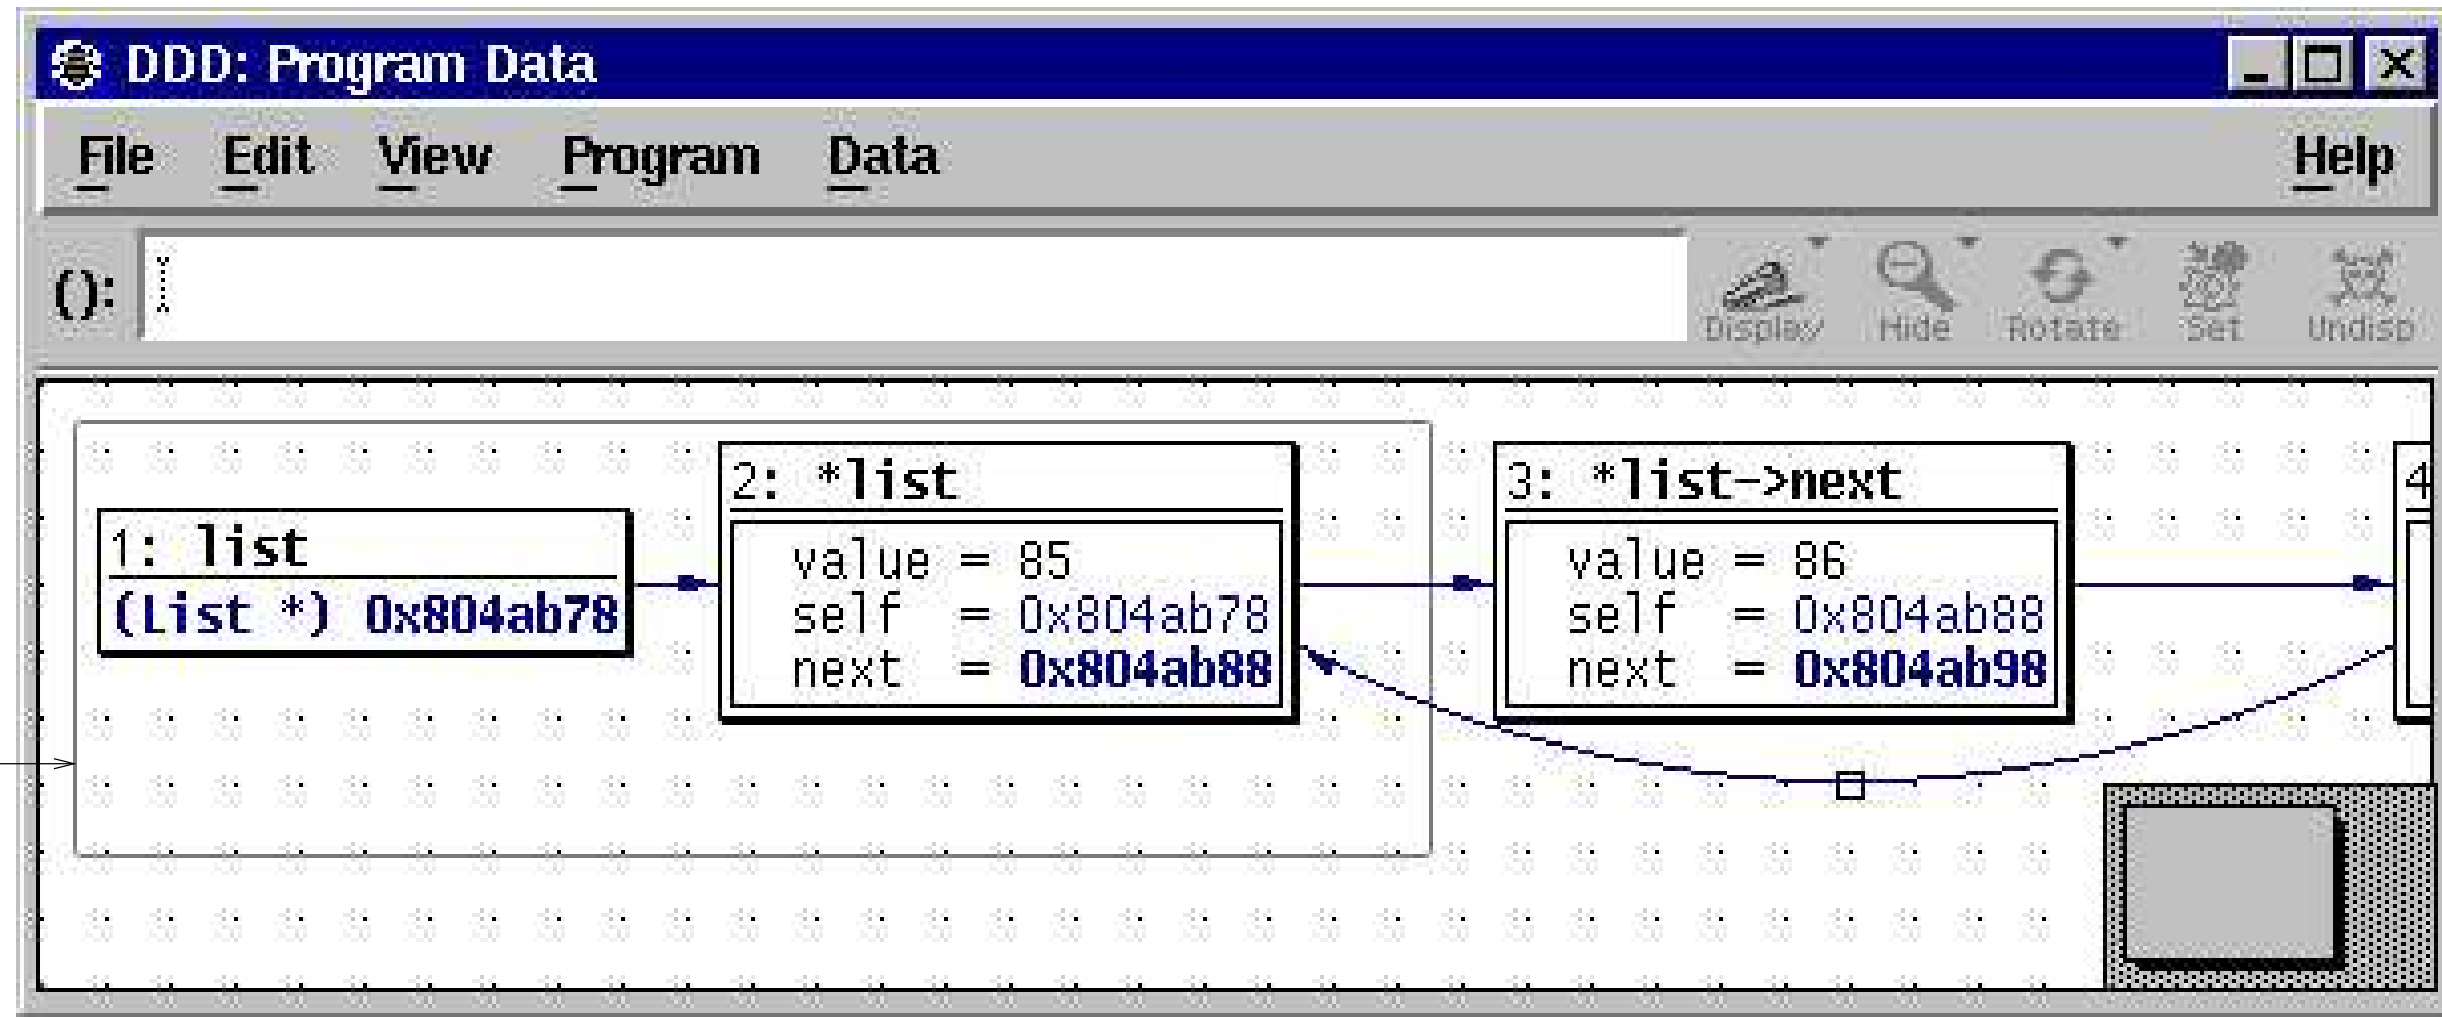 DDD: Program Data
File Edit View Program Data Help
():
Display Hide Rotate Set Undisp
1: list
(List *) 0x804ab78
2: *list
value = 85
self = 0x804ab78
next = 0x804ab88
3: *list->next
value = 86
self = 0x804ab88
next = 0x804ab98
4